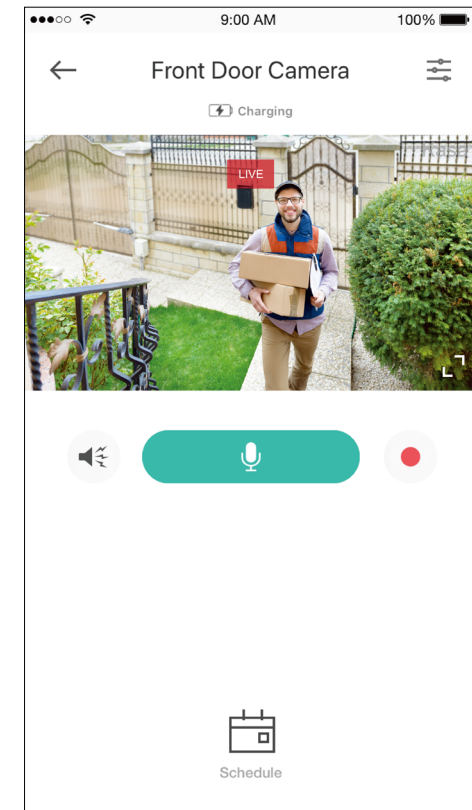 9:00 AM
100%
Front Door Camera
Charging
LIVE
Schedule